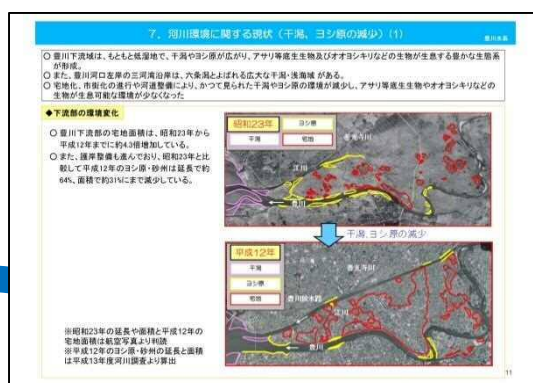 7．河川環境に関する現状（干潟、ヨシ原の減少）(1)
豊川水系
○ 豊川下流域は、もともと低湿地で、干潟やヨシ原が広がり、アサリ等底生生物及びオオヨシキリなどの生物が生息する豊かな生態系
が形成。
○ また、豊川河口左岸の三河湾沿岸は、六条潟とよばれる広大な干潟・浅海域がある。
○ 宅地化、市街化の進行や河道整備により、かつて見られた干潟やヨシ原の環境が減少し、アサリ等底生生物やオオヨシキリなどの
生物が生息可能な環境が少なくなった
◆下流部の環境変化
○ 豊川下流部の宅地面積は、昭和23年から
平成12年までに約4.3倍増加している。
○ また、護岸整備も進んでおり、昭和23年と比
較して平成12年のヨシ原・砂州は延長で約
64%、面積で約31%にまで減少している。
昭和23年
ヨシ原
干潟
宅地
江川
豊川
干潟、ヨシ原の減少
平成12年
干潟
ヨシ原
宅地
豊川放水路
江川
豊川
※昭和23年の延長や面積と平成12年の
宅地面積は航空写真より判読
※平成12年のヨシ原・砂州の延長と面積
は平成13年度河川調査より算出
11